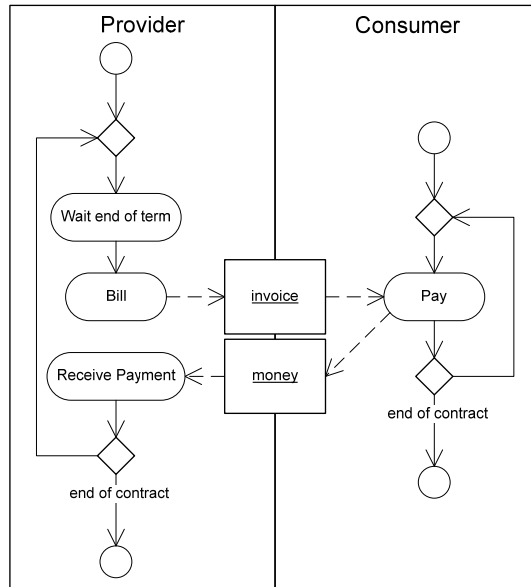 Provider
Consumer
Wait end of term
Bill
invoice
Pay
Receive Payment
money
end of contract
end of contract